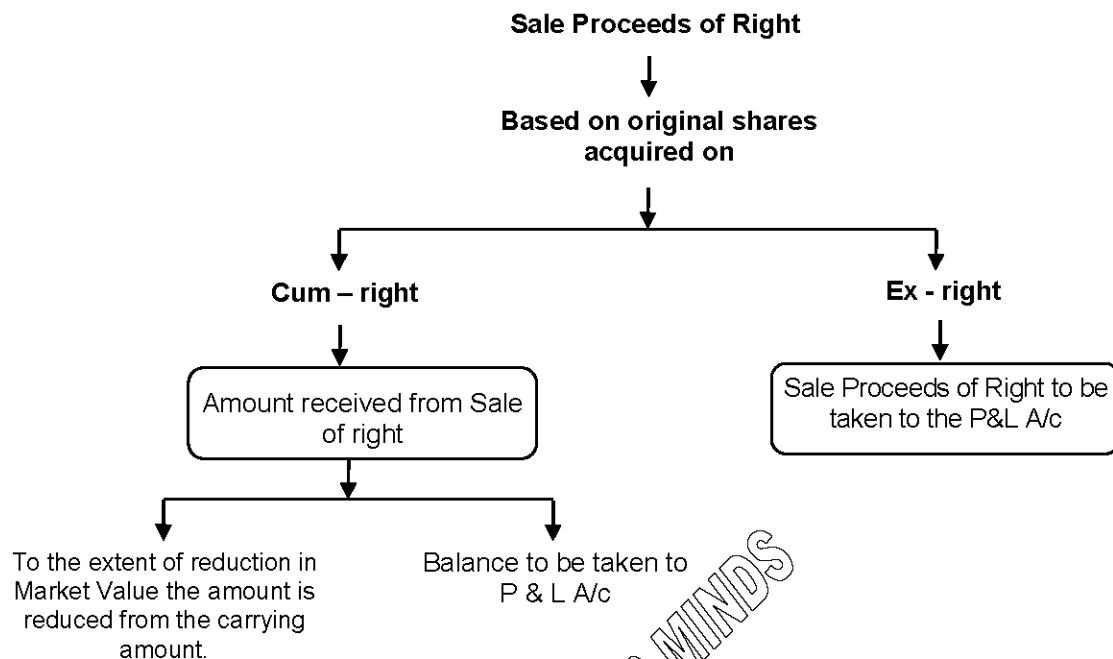 Sale Proceeds of Right
Based on original shares
acquired on
Cum – right
Ex - right
Amount received from Sale
of right
Sale Proceeds of Right to be
taken to the P&L A/c
To the extent of reduction in
Market Value the amount is
reduced from the carrying
amount.
Balance to be taken to
P & L A/c
MINDS